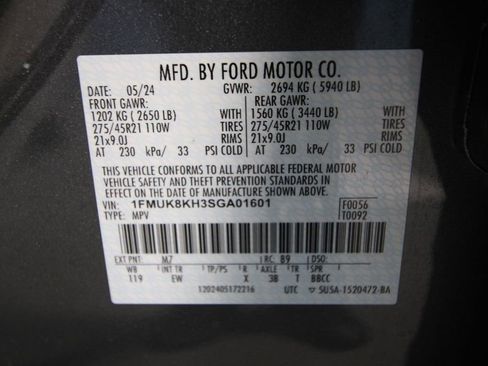 MFD. BY FORD MOTOR CO.
DATE: 05/24 GVWR: 2694 KG ( 5940 LB)
FRONT GAWR: REAR GAWR:
1202 KG ( 2650 LB) WITH 1560 KG ( 3440 LB) WITH
275/45R21 110W TIRES 275/45R21 110W TIRES
21x9.0J RIMS 21x9.0J RIMS
AT 230 kPa/ 33 PSI COLD AT 230 kPa/ 33 PSI COLD
THIS VEHICLE CONFORMS TO ALL APPLICABLE FEDERAL MOTOR
VEHICLE SAFETY AND BUMPER STANDARDS IN EFFECT ON THE DATE OF
MANUFACTURE SHOWN ABOVE.
VIN: 1FMUK8KH3SGA01601 F0056
TYPE: MPV T0092
EXT PNT: M7 RC: B9 DSO:
WB INT TR TP/PS R AXLE TR SPR
119 EW X 3B T BBCC
1202405172216 UTC ▽ SU5A-1520472-BA